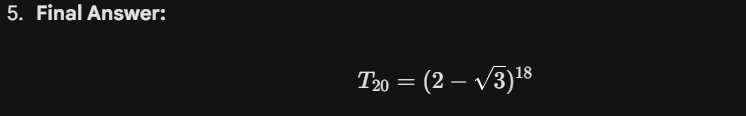 5. Final Answer:
T₂₀ = (2 − √3)¹⁸